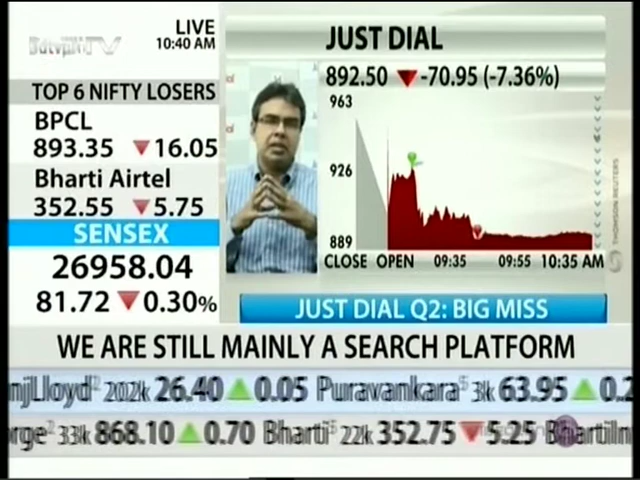 LIVE
10:40 AM
TOP 6 NIFTY LOSERS
BPCL
893.35 ▼16.05
Bharti Airtel
352.55 ▼5.75
SENSEX
26958.04
81.72 ▼0.30%
JUST DIAL
892.50 ▼ -70.95 (-7.36%)
963
926
889
CLOSE OPEN 09:35 09:55 10:35 AM
THOMSON REUTERS
JUST DIAL Q2: BIG MISS
WE ARE STILL MAINLY A SEARCH PLATFORM
202k 26.40 ▲0.05 Puravankara 3k 63.95 ▲
33k 868.10 ▲0.70 Bharti 22k 352.75 ▼5.25